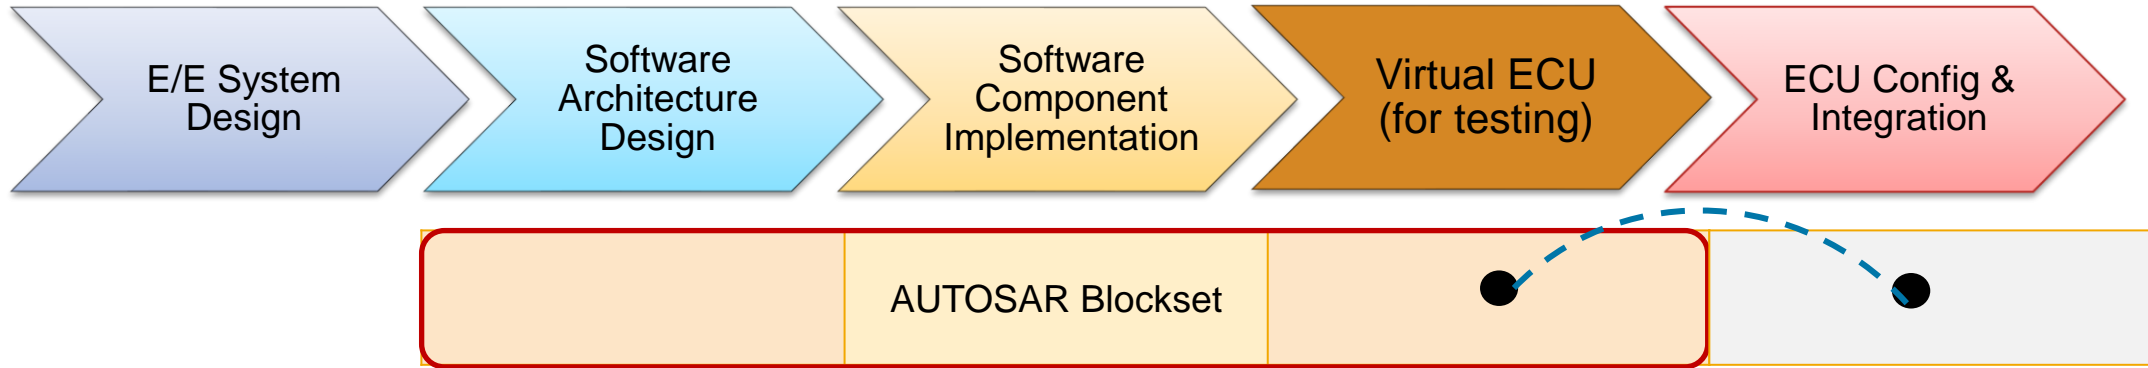 E/E System
Design
Software
Architecture
Design
Software
Component
Implementation
Virtual ECU
(for testing)
ECU Config &
Integration
AUTOSAR Blockset